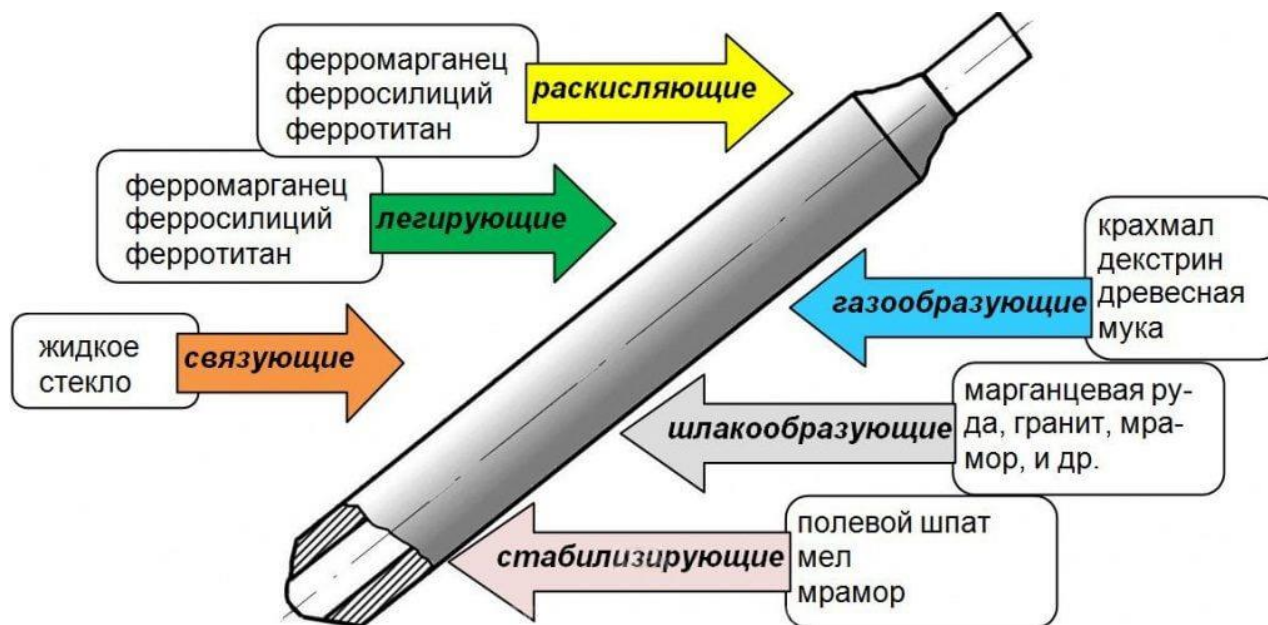 ферромарганец
ферросилиций
ферротитан
раскисляющие
ферромарганец
ферросилиций
ферротитан
легирующие
жидкое
стекло
связующие
крахмал
декстрин
древесная
мука
газообразующие
марганцевая ру-
да, гранит, мра-
мор, и др.
шлакообразующие
полевой шпат
мел
мрамор
стабилизирующие